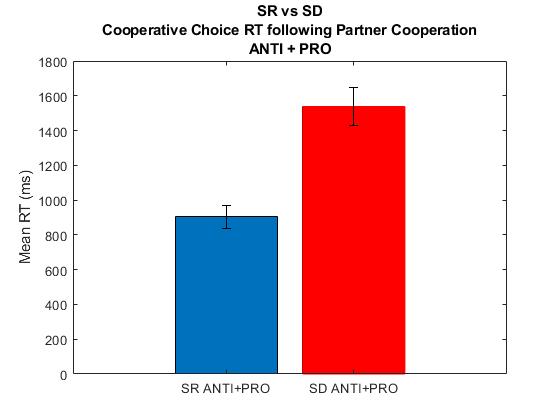 SR vs SD
Cooperative Choice RT following Partner Cooperation
ANTI + PRO
1800
1600
1400
1200
1000
800
600
400
200
0
Mean RT (ms)
SR ANTI+PRO
SD ANTI+PRO